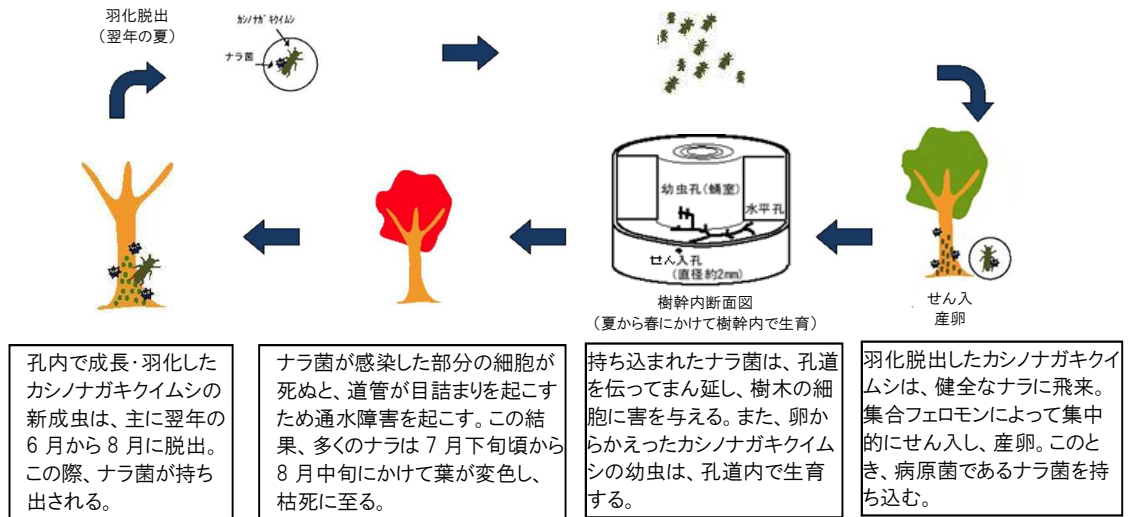 羽化脱出
（翌年の夏）
カシノナガキクイムシ
ナラ菌
幼虫孔(蛹室)
水平孔
せん入孔
(直径約2mm)
樹幹内断面図
（夏から春にかけて樹幹内で生育）
せん入
産卵
孔内で成長・羽化した
カシノナガキクイムシの
新成虫は、主に翌年の
6 月から 8 月に脱出。
この際、ナラ菌が持ち
出される。
ナラ菌が感染した部分の細胞が
死ぬと、道管が目詰まりを起こす
ため通水障害を起こす。この結
果、多くのナラは 7 月下旬頃から
8 月中旬にかけて葉が変色し、
枯死に至る。
持ち込まれたナラ菌は、孔道
を伝ってまん延し、樹木の細
胞に害を与える。また、卵か
らかえったカシノナガキクイム
シの幼虫は、孔道内で生育
する。
羽化脱出したカシノナガキクイ
ムシは、健全なナラに飛来。
集合フェロモンによって集中
的にせん入し、産卵。このと
き、病原菌であるナラ菌を持
ち込む。